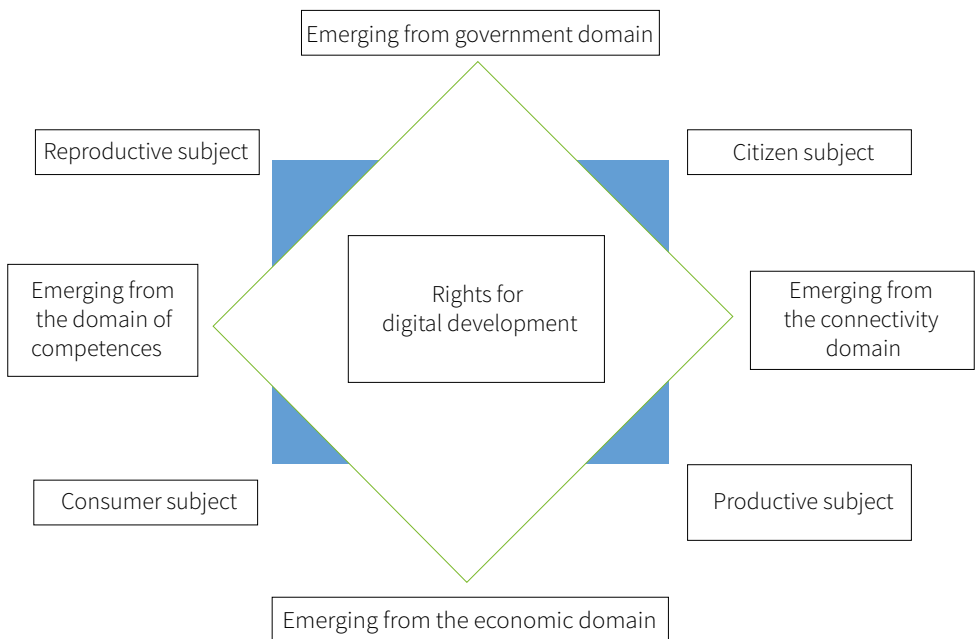 Emerging from government domain
Reproductive subject
Citizen subject
Emerging from
the domain of
competences
Rights for
digital development
Emerging from
the connectivity
domain
Consumer subject
Productive subject
Emerging from the economic domain